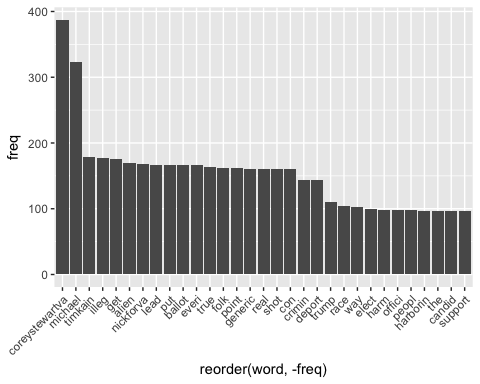 400
300
200
100
0
freq
coreystewartva
michael
timkain
illeg
get
alien
nickforva
lead
put
ballot
everi
true
folk
point
generic
real
shot
con
crimin
deport
trump
race
way
elect
harm
offici
peopl
harborin
the
candid
support
reorder(word, -freq)